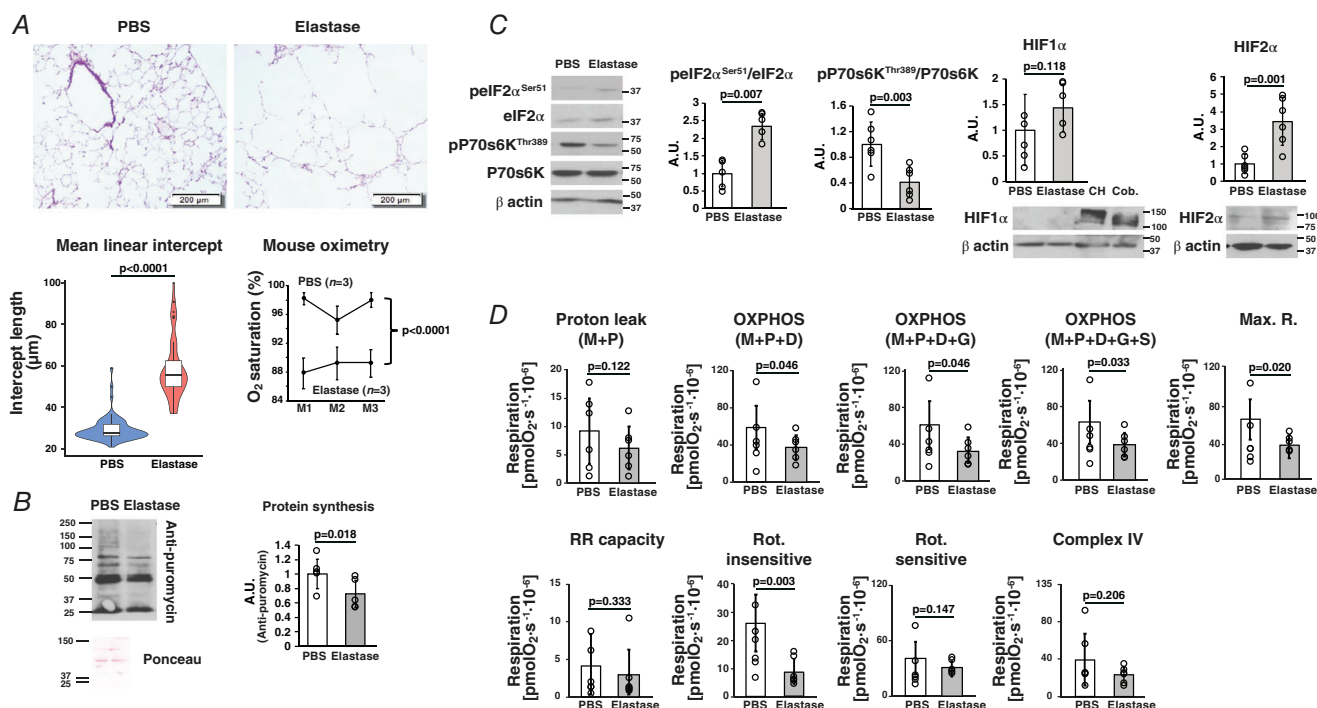 A
PBS
Elastase
200 µm
200 µm
Mean linear intercept
p<0.0001
Intercept length
(µm)
100
80
60
40
20
PBS
Elastase
Mouse oximetry
O2 saturation (%)
PBS (n=3)
100
96
92
88
84
p<0.0001
Elastase (n=3)
M1 M2 M3
B
PBS Elastase
250
150
100
75
50
37
25
Anti-puromycin
150
37
25
Ponceau
Protein synthesis
p=0.018
A.U.
(Anti-puromycin)
1.4
1.2
1
0.8
0.6
0.4
0.2
0
PBS Elastase
C
PBS Elastase
peIF2αSer51
37
eIF2α
37
pP70s6KThr389
75
50
P70s6K
75
50
β actin
50
37
peIF2αSer51/eIF2α
p=0.007
A.U.
3
2.5
2
1.5
1
0.5
0
PBS Elastase
pP70s6KThr389/P70s6K
p=0.003
A.U.
2
1.5
1
0.5
0
PBS Elastase
HIF1α
p=0.118
A.U.
2
1.5
1
0.5
0
PBS Elastase CH Cob.
HIF1α
150
100
β actin
50
37
HIF2α
p=0.001
A.U.
6
5
4
3
2
1
0
PBS Elastase
HIF2α
100
75
β actin
50
37
D
Proton leak
(M+P)
p=0.122
Respiration
[pmolO2·s-1·10-6]
20
15
10
5
0
PBS Elastase
OXPHOS
(M+P+D)
p=0.046
Respiration
[pmolO2·s-1·10-6]
120
80
40
0
PBS Elastase
OXPHOS
(M+P+D+G)
p=0.046
Respiration
[pmolO2·s-1·10-6]
120
80
40
0
PBS Elastase
OXPHOS
(M+P+D+G+S)
p=0.033
Respiration
[pmolO2·s-1·10-6]
120
80
40
0
PBS Elastase
Max. R.
p=0.020
Respiration
[pmolO2·s-1·10-6]
120
80
40
0
PBS Elastase
RR capacity
p=0.333
Respiration
[pmolO2·s-1·10-6]
15
10
5
0
PBS Elastase
Rot.
insensitive
p=0.003
Respiration
[pmolO2·s-1·10-6]
40
30
20
10
0
PBS Elastase
Rot.
sensitive
p=0.147
Respiration
[pmolO2·s-1·10-6]
120
80
40
0
PBS Elastase
Complex IV
p=0.206
Respiration
[pmolO2·s-1·10-6]
135
90
45
0
PBS Elastase